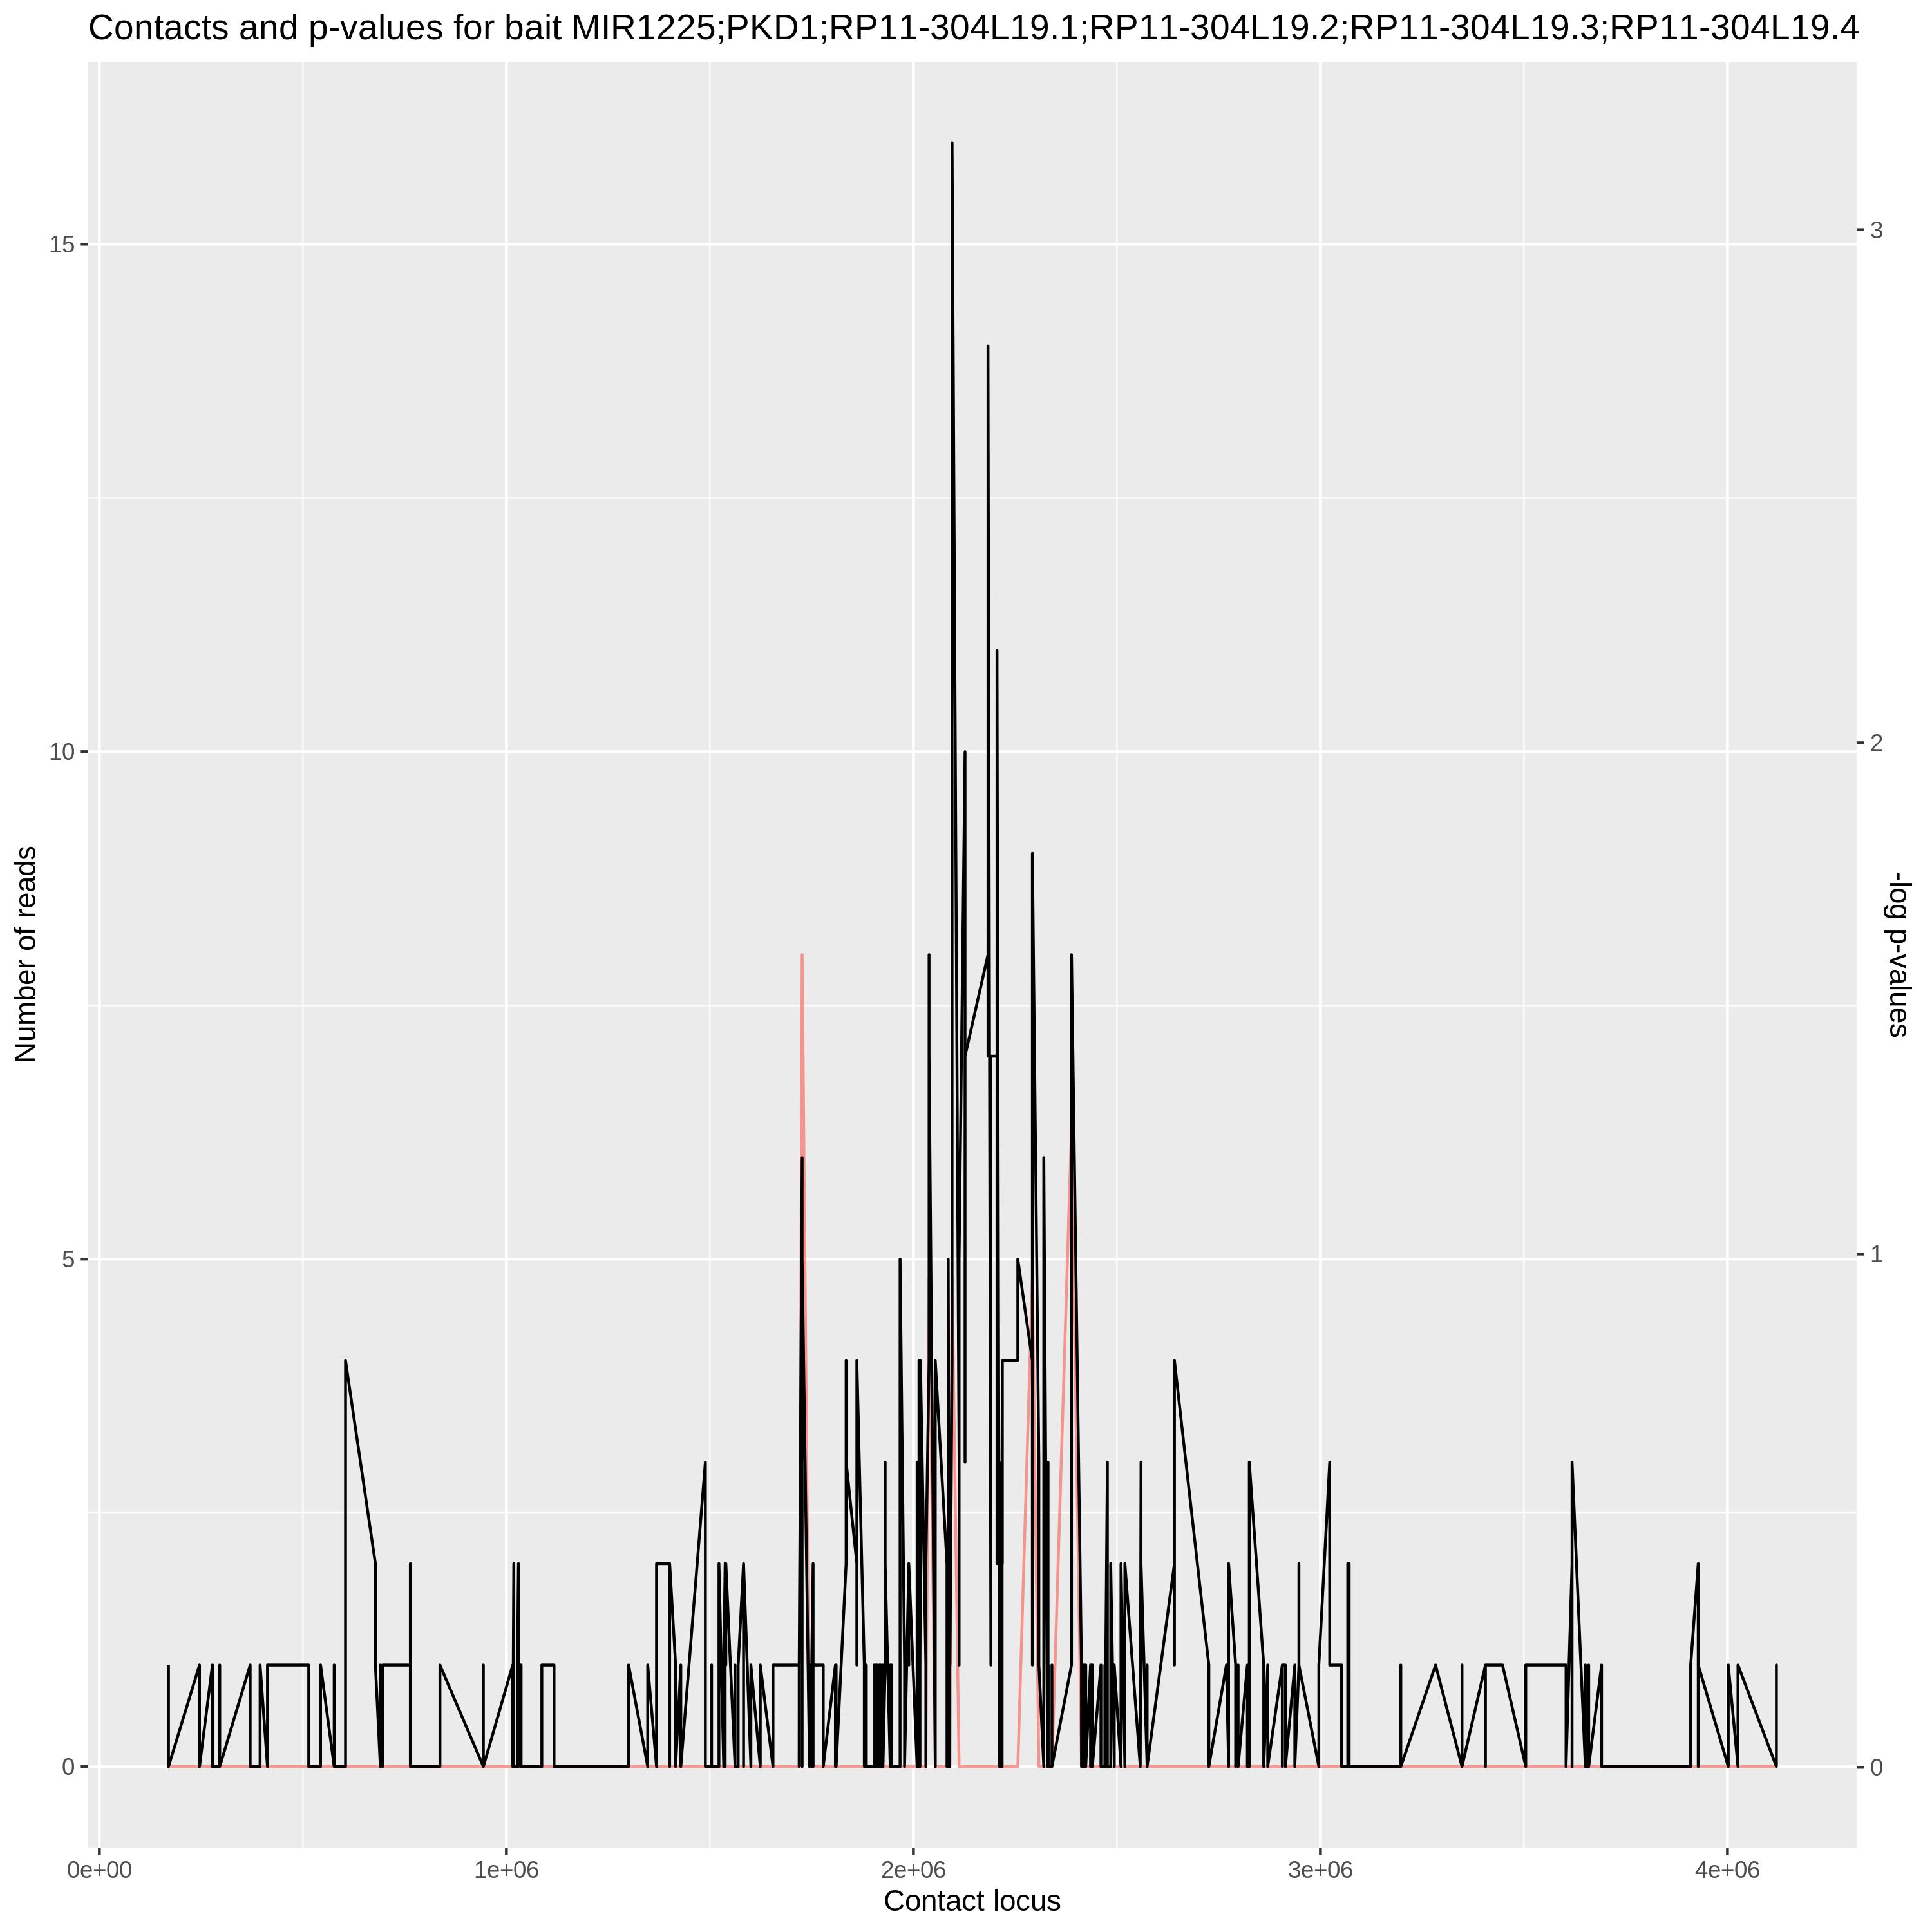 Contacts and p-values for bait MIR1225;PKD1;RP11-304L19.1;RP11-304L19.2;RP11-304L19.3;RP11-304L19.4
15
10
5
0
Number of reads
3
2
1
0
-log p-values
0e+00 1e+06 2e+06 3e+06 4e+06
Contact locus